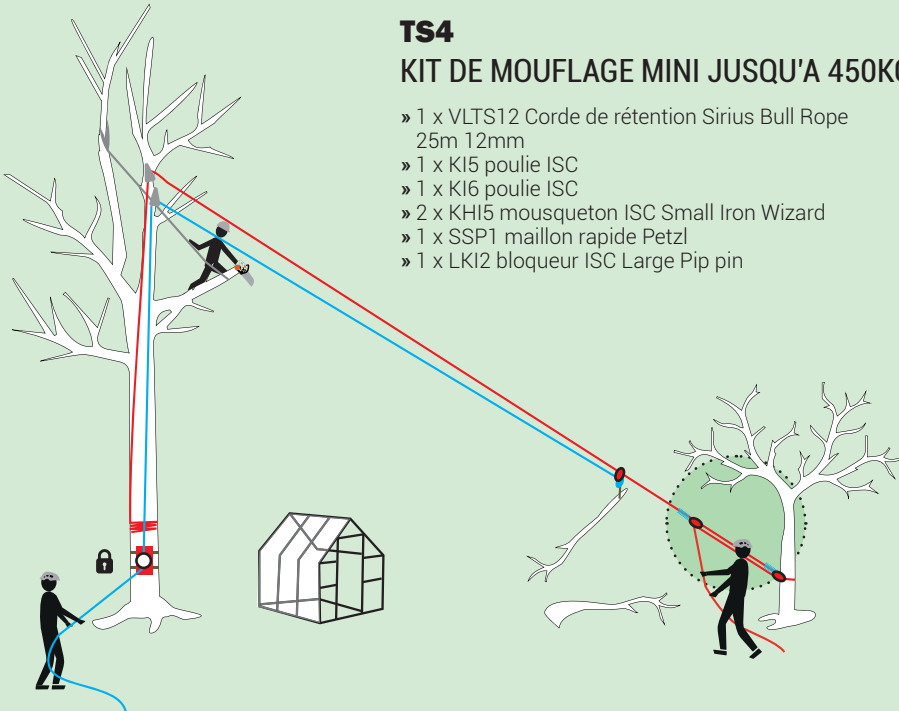 TS4
KIT DE MOUFLAGE MINI JUSQU'A 450KG
» 1 x VLTS12 Corde de rétention Sirius Bull Rope
25m 12mm
» 1 x KI5 poulie ISC
» 1 x KI6 poulie ISC
» 2 x KHI5 mousqueton ISC Small Iron Wizard
» 1 x SSP1 maillon rapide Petzl
» 1 x LKI2 bloqueur ISC Large Pip pin